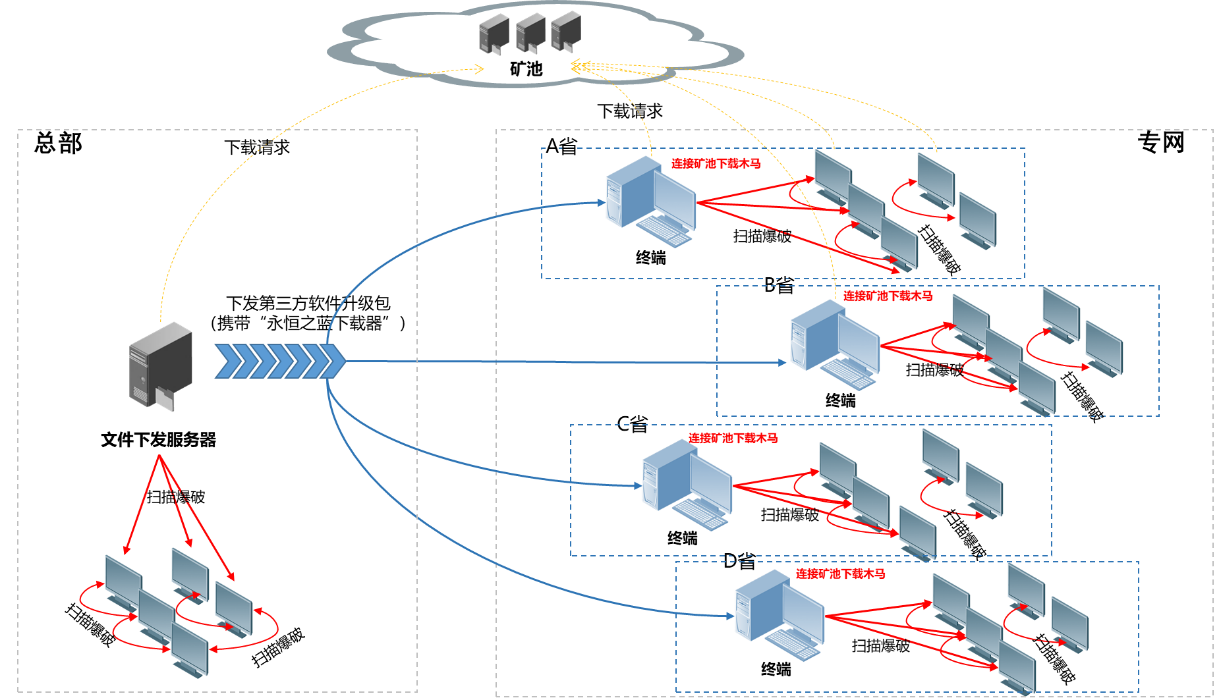 矿池
下载请求
下载请求
总部
专网
A省
连接矿池下载木马
扫描爆破
扫描爆破
终端
B省
连接矿池下载木马
下发第三方软件升级包
(携带“永恒之蓝下载器”)
扫描爆破
扫描爆破
终端
文件下发服务器
C省
连接矿池下载木马
扫描爆破
扫描爆破
扫描爆破
终端
D省
连接矿池下载木马
扫描爆破
扫描爆破
扫描爆破
扫描爆破
终端